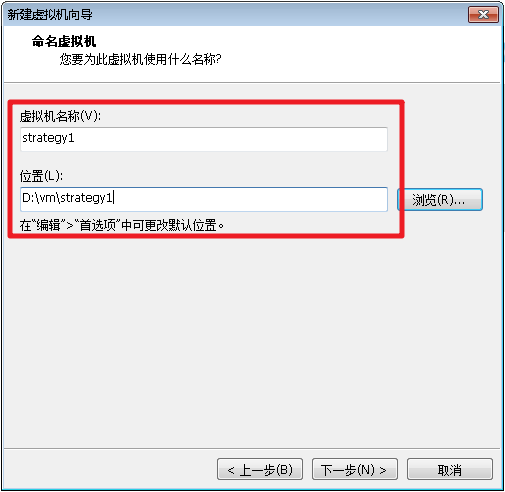 新建虚拟机向导
命名虚拟机
您要为此虚拟机使用什么名称?
虚拟机名称(V):
strategy1
位置(L):
D:\vm\strategy1
浏览(R)...
在“编辑”>“首选项”中可更改默认位置。
< 上一步(B)
下一步(N) >
取消